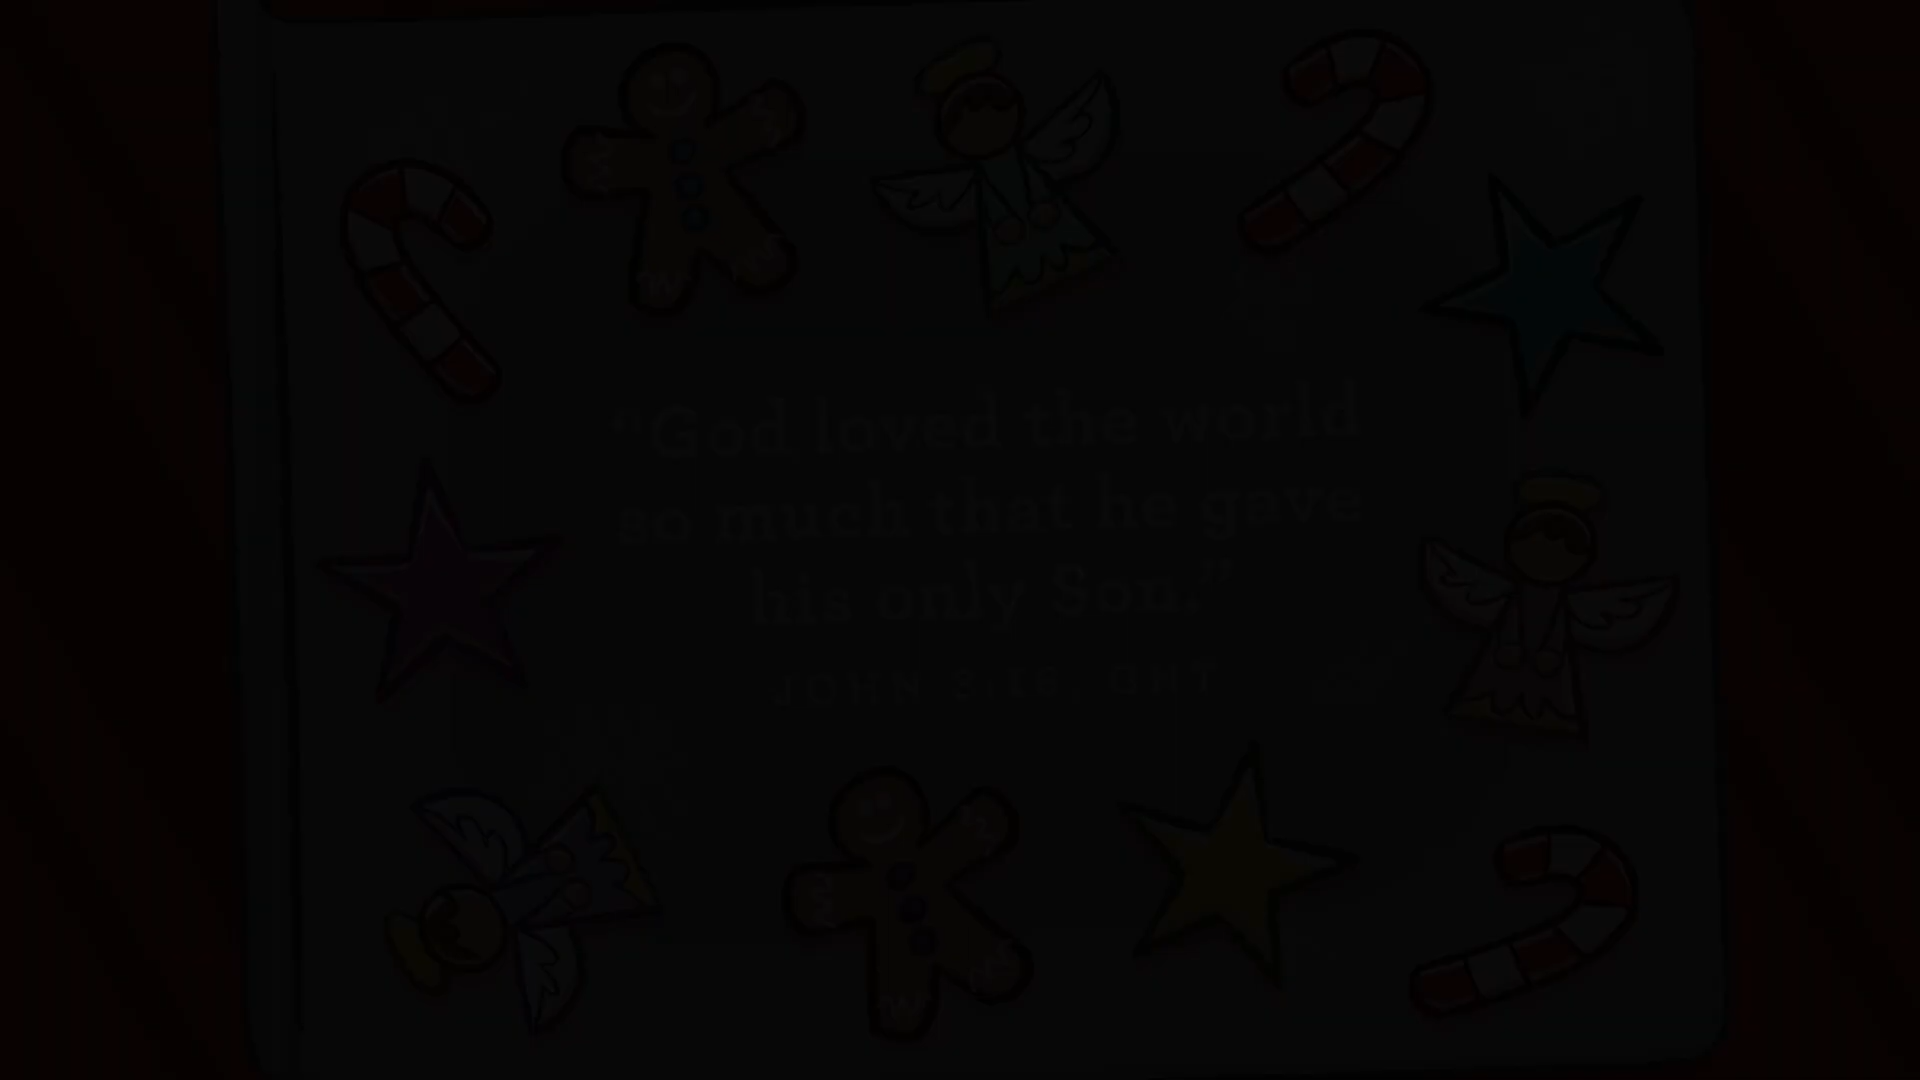 “God loved the world
so much that he gave
his only Son.”
JOHN 3:16, GNT